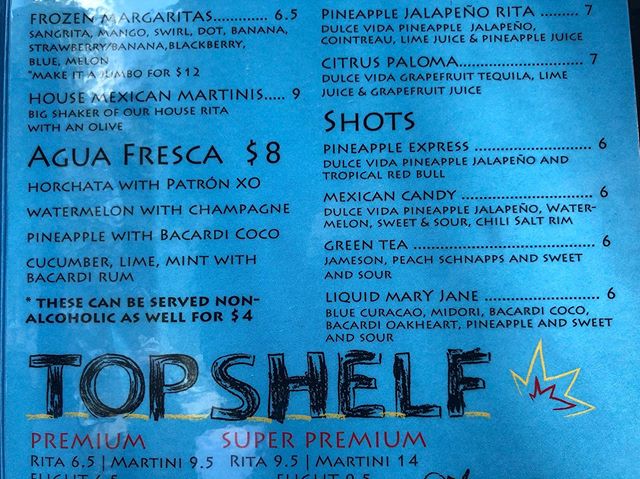 FROZEN MARGARITAS............. 6.5
SANGRITA, MANGO, SWIRL, DOT, BANANA,
STRAWBERRY/BANANA,BLACKBERRY,
BLUE, MELON
*MAKE IT A JUMBO FOR $12
HOUSE MEXICAN MARTINIS..... 9
BIG SHAKER OF OUR HOUSE RITA
WITH AN OLIVE
AGUA FRESCA $8
HORCHATA WITH PATRÓN XO
WATERMELON WITH CHAMPAGNE
PINEAPPLE WITH BACARDI COCO
CUCUMBER, LIME, MINT WITH
BACARDI RUM
* THESE CAN BE SERVED NON-
ALCOHOLIC AS WELL FOR $4
PINEAPPLE JALAPEÑO RITA ......... 7
DULCE VIDA PINEAPPLE JALAPEÑO,
COINTREAU, LIME JUICE & PINEAPPLE JUICE
CITRUS PALOMA............................ 7
DULCE VIDA GRAPEFRUIT TEQUILA, LIME
JUICE & GRAPEFRUIT JUICE
SHOTS
PINEAPPLE EXPRESS ........................... 6
DULCE VIDA PINEAPPLE JALAPEÑO AND
TROPICAL RED BULL
MEXICAN CANDY ............................... 6
DULCE VIDA PINEAPPLE JALAPEÑO, WATER-
MELON, SWEET & SOUR, CHILI SALT RIM
GREEN TEA .......................................... 6
JAMESON, PEACH SCHNAPPS AND SWEET
AND SOUR
LIQUID MARY JANE .......................... 6
BLUE CURACAO, MIDORI, BACARDI COCO,
BACARDI OAKHEART, PINEAPPLE AND SWEET
AND SOUR
TOPSHELF
PREMIUM
RITA 6.5 | MARTINI 9.5
FLIGHT 6.5
SUPER PREMIUM
RITA 9.5 | MARTINI 14
FLIGHT 9.5